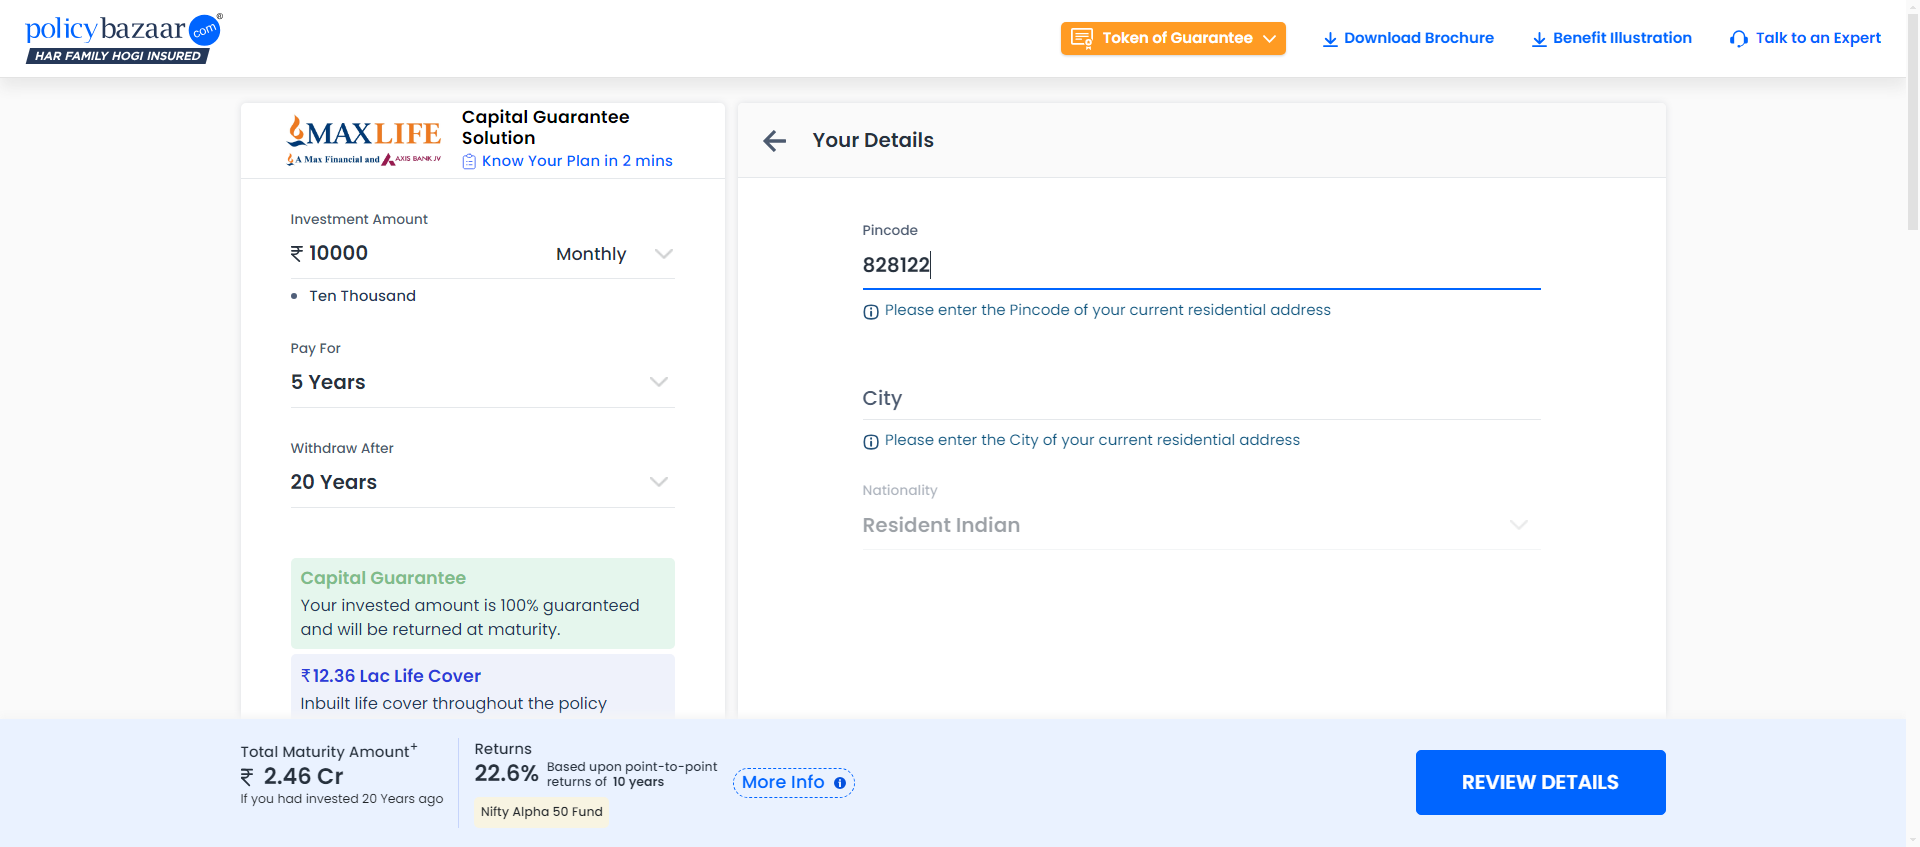 policybazaar com ®
HAR FAMILY HOGI INSURED
Token of Guarantee
Download Brochure
Benefit Illustration
Talk to an Expert
MAX LIFE
A Max Financial and AXIS BANK JV
Capital Guarantee
Solution
Know Your Plan in 2 mins
Investment Amount
₹ 10000
Monthly
• Ten Thousand
Pay For
5 Years
Withdraw After
20 Years
Capital Guarantee
Your invested amount is 100% guaranteed
and will be returned at maturity.
₹12.36 Lac Life Cover
Inbuilt life cover throughout the policy
Your Details
Pincode
828122
Please enter the Pincode of your current residential address
City
Please enter the City of your current residential address
Nationality
Resident Indian
Total Maturity Amount+
₹ 2.46 Cr
If you had invested 20 Years ago
Returns
22.6%
Based upon point-to-point
returns of 10 years
Nifty Alpha 50 Fund
More Info
REVIEW DETAILS